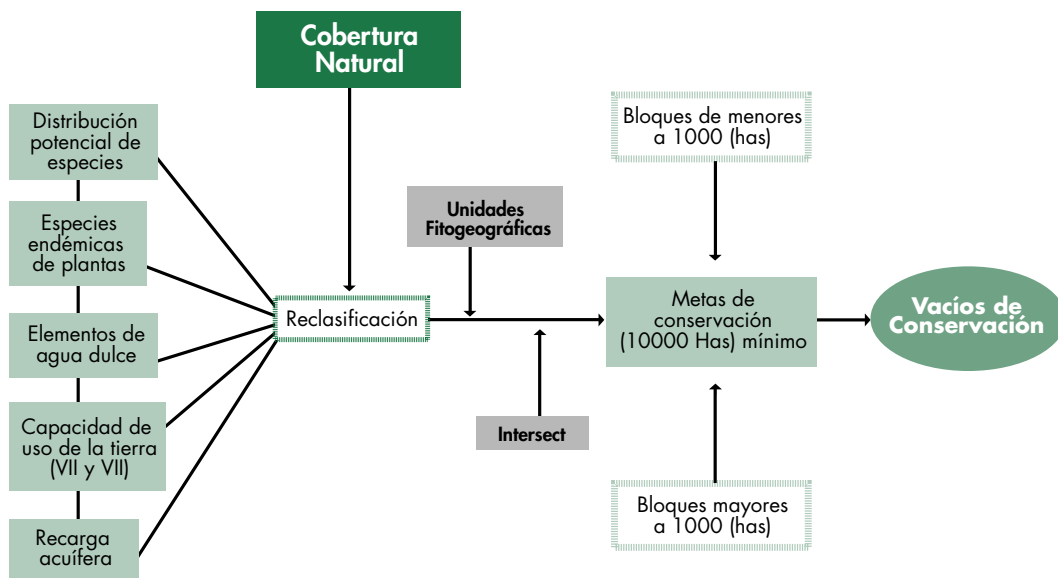 Cobertura
Natural
Distribución
potencial de
especies
Especies
endémicas
de plantas
Elementos de
agua dulce
Capacidad de
uso de la tierra
(VII y VII)
Recarga
acuífera
Reclasificación
Unidades
Fitogeográficas
Intersect
Bloques de menores
a 1000 (has)
Metas de
conservación
(10000 Has) mínimo
Bloques mayores
a 1000 (has)
Vacíos de
Conservación